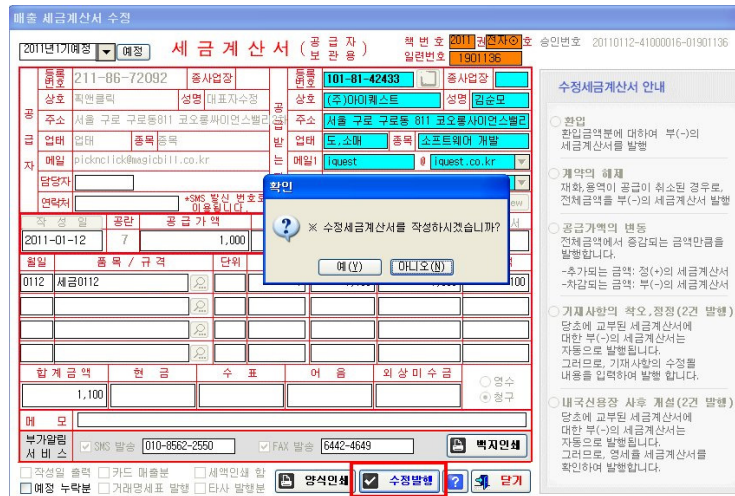 매출 세금계산서 수정
2011년1기예정 예정 세 금 계 산 서 ( 공 급 자 보 관 용 ) 책 번 호 2011 권 전자 호
일련번호 1901136
승인번호 20110112-41000016-01901136
등록번호 211-86-72092 종사업장
상호 픽앤클릭 성명 대표자수정
주소 서울 구로 구로동811 코오롱싸이언스밸리2차
업태 업태 종목 종목
메일 picknclick@magicbill.co.kr
담당자
연락처 *SMS 발신 번호로 이용됩니다.
등록번호 101-81-42433 종사업장
상호 (주)아이퀘스트 성명 김순모
주소 서울 구로 구로동811 코오롱싸이언스밸리
업태 도,소매 종목 소프트웨어 개발
메일1 iquest @ iquest.co.kr
작 성 일 공란 공 급 가 액
2011-01-12 7 1,000
월일 품 목 / 규 격 단위
0112 세금0112 100
확인
※ 수정세금계산서를 작성하시겠습니까?
예(Y) 아니오(N)
합 계 금 액 현 금 수 표 어 음 외 상 미 수 금
1,100
영수
청구
메 모
부가알림서비스 SMS 발송 010-8562-2550 FAX 발송 6442-4649 백지인쇄
작성일 출력 카드 매출분 세액인쇄 합
예정 누락분 거래명세표 발행 타사 발행분
양식인쇄 수정발행 ? 닫기
수정세금계산서 안내
환입
환입금액분에 대하여 부(-)의
세금계산서를 발행
계약의 해제
재화,용역이 공급이 취소된 경우로,
전체금액을 부(-)의 세금계산서 발행
공급가액의 변동
전체금액에서 증감되는 금액만큼을
발행합니다.
-추가되는 금액: 정(+)의 세금계산서
-차감되는 금액: 부(-)의 세금계산서
기재사항의 착오,정정(2건 발행)
당초에 교부된 세금계산서에
대한 부(-)의 세금계산서는
자동으로 발행됩니다.
그러므로, 기재사항의 수정될
내용을 입력하여 발행 합니다.
내국신용장 사후 개설(2건 발행)
당초에 교부된 세금계산서에
대한 부(-)의 세금계산서는
자동으로 발행됩니다.
그러므로, 영세율 세금계산서를
확인하여 발행합니다.